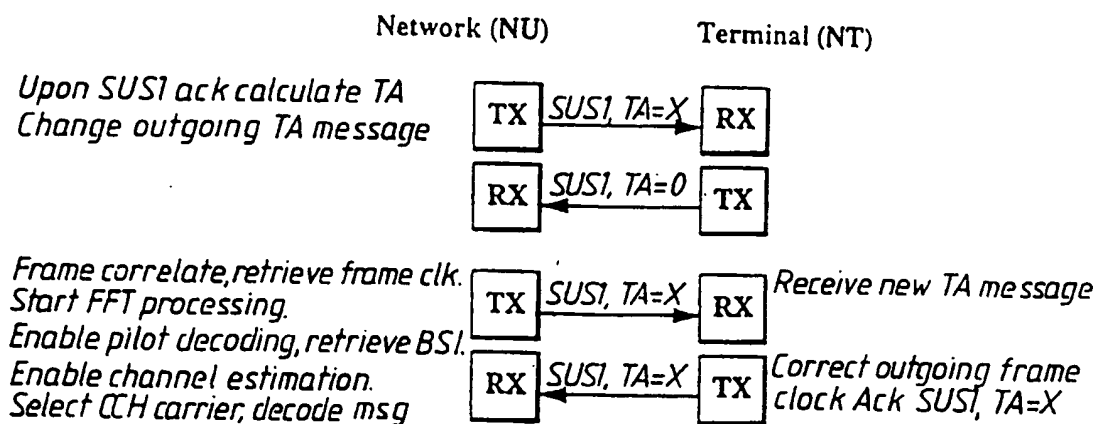 Network (NU) Terminal (NT)
Upon SUS1 ack calculate TA
Change outgoing TA message
TX SUS1, TA=X RX
RX SUS1, TA=0 TX
Frame correlate, retrieve frame clk.
Start FFT processing.
Enable pilot decoding, retrieve BSI.
Enable channel estimation.
Select CCH carrier, decode msg
TX SUS1, TA=X RX
Receive new TA message
RX SUS1, TA=X TX
Correct outgoing frame
clock Ack SUS1, TA=X